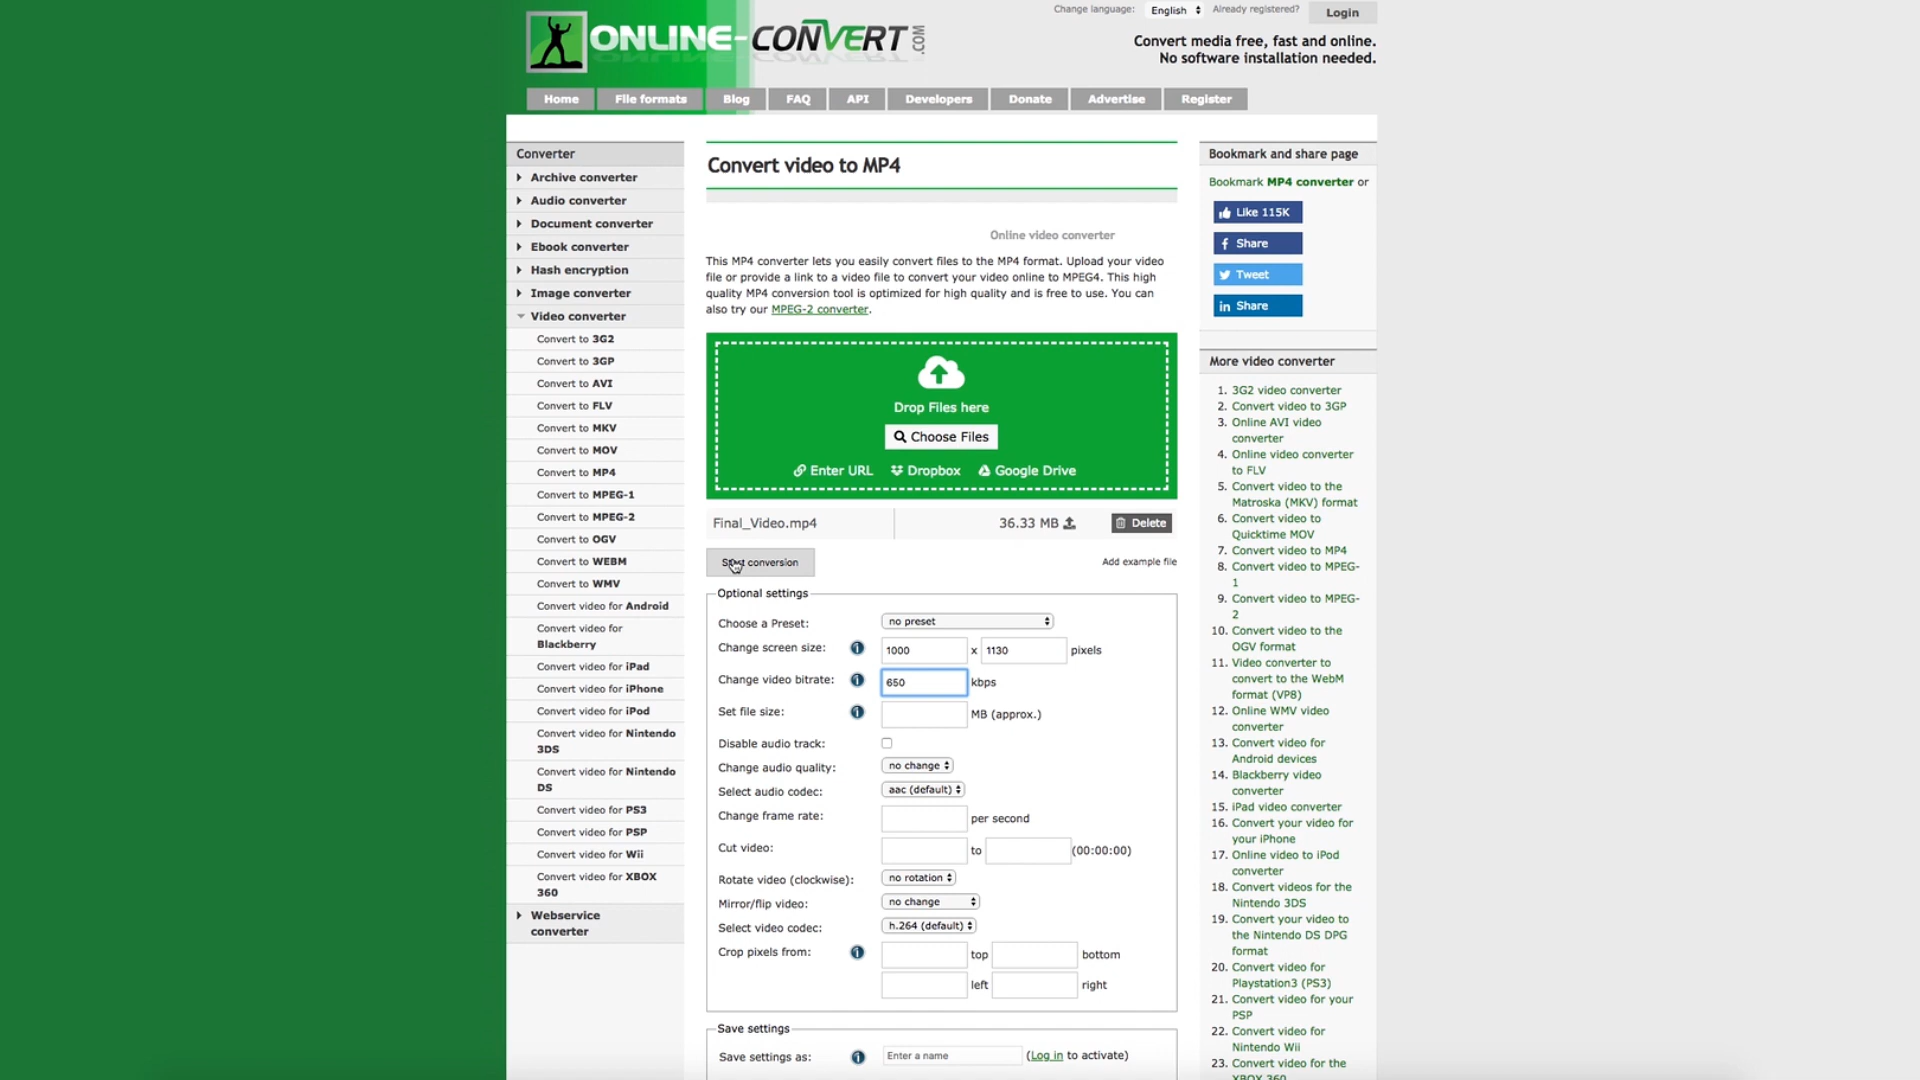 Change language: English Already registered? Login
ONLINE-CONVERT.COM
Convert media free, fast and online.
No software installation needed.
Home File formats Blog FAQ API Developers Donate Advertise Register
Converter
Archive converter
Audio converter
Document converter
Ebook converter
Hash encryption
Image converter
Video converter
Convert to 3G2
Convert to 3GP
Convert to AVI
Convert to FLV
Convert to MKV
Convert to MOV
Convert to MP4
Convert to MPEG-1
Convert to MPEG-2
Convert to OGV
Convert to WEBM
Convert to WMV
Convert video for Android
Convert video for
Blackberry
Convert video for iPad
Convert video for iPhone
Convert video for iPod
Convert video for Nintendo
3DS
Convert video for Nintendo
DS
Convert video for PS3
Convert video for PSP
Convert video for Wii
Convert video for XBOX
360
Webservice
converter
Convert video to MP4
Online video converter
This MP4 converter lets you easily convert files to the MP4 format. Upload your video
file or provide a link to a video file to convert your video online to MPEG4. This high
quality MP4 conversion tool is optimized for high quality and is free to use. You can
also try our MPEG-2 converter.
Drop Files here
Choose Files
Enter URL Dropbox Google Drive
Final_Video.mp4 36.33 MB Delete
Start conversion Add example file
Optional settings
Choose a Preset: no preset
Change screen size: 1000 x 1130 pixels
Change video bitrate: 650 kbps
Set file size: MB (approx.)
Disable audio track:
Change audio quality: no change
Select audio codec: aac (default)
Change frame rate: per second
Cut video: to (00:00:00)
Rotate video (clockwise): no rotation
Mirror/flip video: no change
Select video codec: h.264 (default)
Crop pixels from: top bottom
left right
Save settings
Save settings as: Enter a name (Log in to activate)
Bookmark and share page
Bookmark MP4 converter or
Like 115K
Share
Tweet
Share
More video converter
1. 3G2 video converter
2. Convert video to 3GP
3. Online AVI video
converter
4. Online video converter
to FLV
5. Convert video to the
Matroska (MKV) format
6. Convert video to
Quicktime MOV
7. Convert video to MP4
8. Convert video to MPEG-
1
9. Convert video to MPEG-
2
10. Convert video to the
OGV format
11. Video converter to
convert to the WebM
format (VP8)
12. Online WMV video
converter
13. Convert video for
Android devices
14. Blackberry video
converter
15. iPad video converter
16. Convert your video for
your iPhone
17. Online video to iPod
converter
18. Convert videos for the
Nintendo 3DS
19. Convert your video to
the Nintendo DS DPG
format
20. Convert video for
Playstation3 (PS3)
21. Convert video for your
PSP
22. Convert video for
Nintendo Wii
23. Convert video for the
XBOX 360